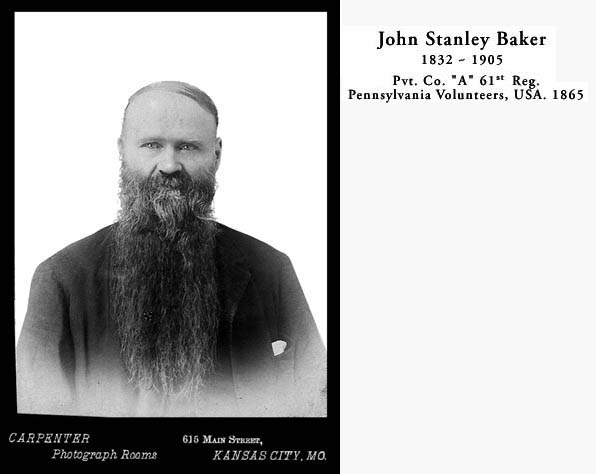 John Stanley Baker
1832 ~ 1905
Pvt. Co. "A" 61st Reg.
Pennsylvania Volunteers, USA. 1865
CARPENTER
Photograph Rooms
615 MAIN STREET,
KANSAS CITY, MO.